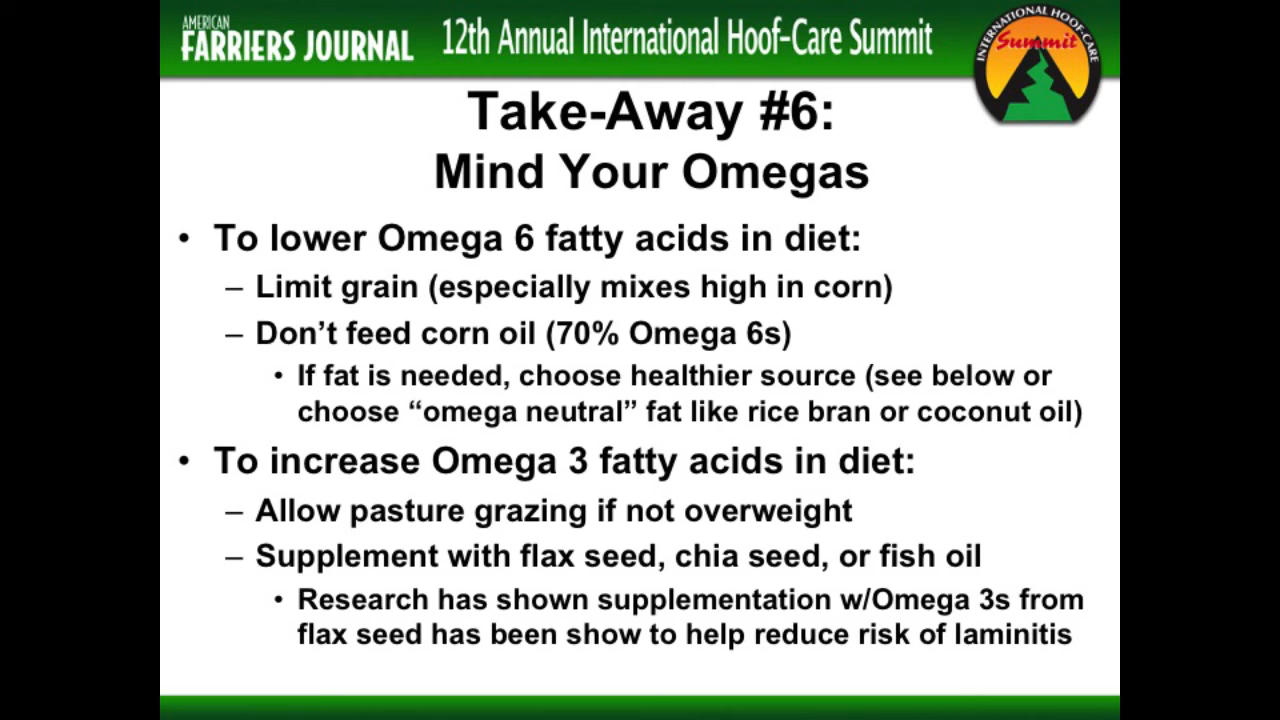 AMERICAN
FARRIERS JOURNAL
12th Annual International Hoof-Care Summit
INTERNATIONAL HOOF-CARE
Summit
Take-Away #6:
Mind Your Omegas
• To lower Omega 6 fatty acids in diet:
– Limit grain (especially mixes high in corn)
– Don’t feed corn oil (70% Omega 6s)
• If fat is needed, choose healthier source (see below or
choose “omega neutral” fat like rice bran or coconut oil)
• To increase Omega 3 fatty acids in diet:
– Allow pasture grazing if not overweight
– Supplement with flax seed, chia seed, or fish oil
• Research has shown supplementation w/Omega 3s from
flax seed has been show to help reduce risk of laminitis